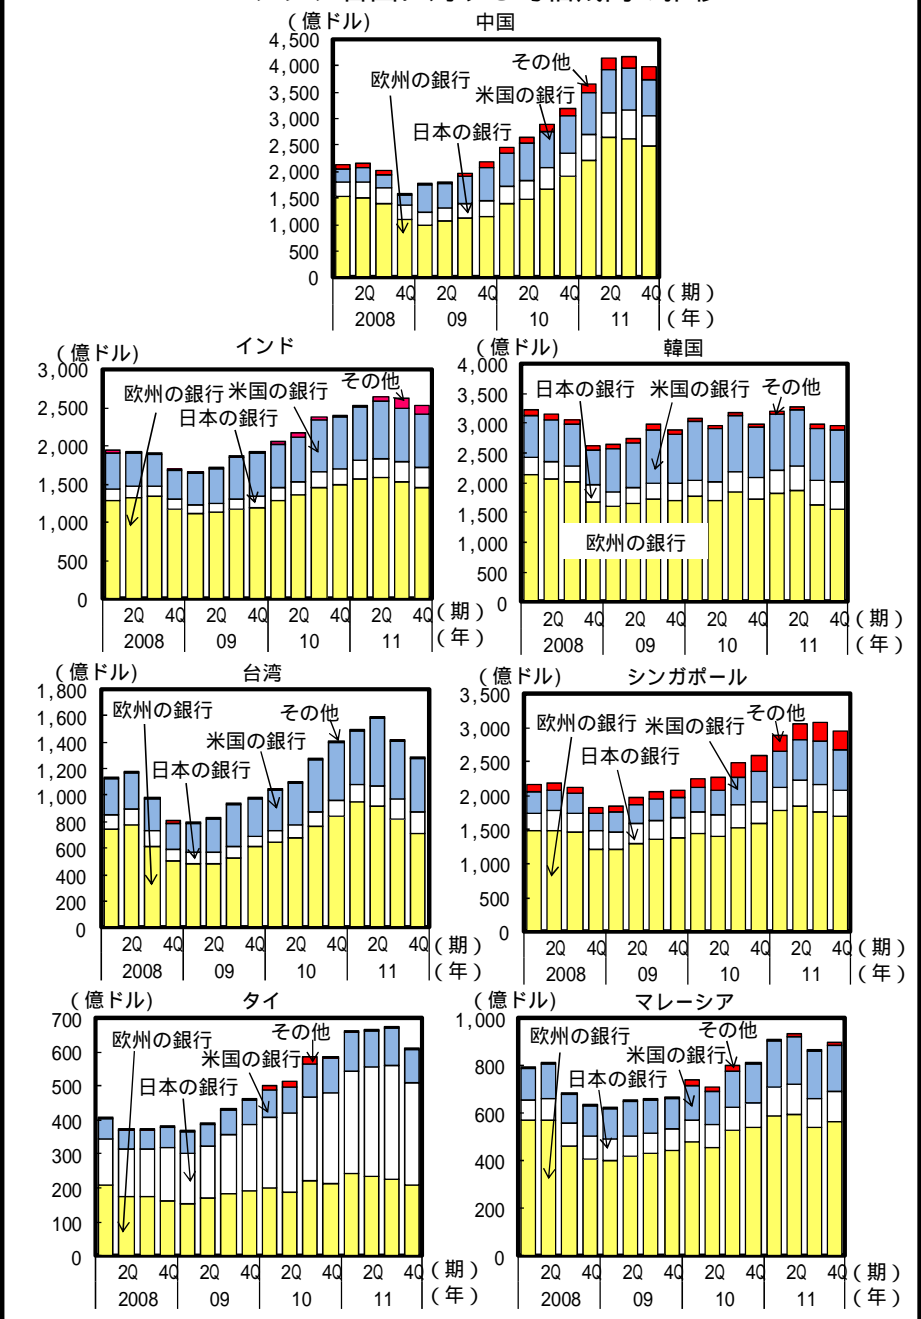 (億ドル) 中国
4,500
4,000
3,500
3,000
2,500
2,000
1,500
1,000
500
0
その他
欧州の銀行
米国の銀行
日本の銀行
2Q 4Q 2Q 4Q 2Q 4Q 2Q 4Q (期)
2008 09 10 11 (年)
(億ドル) インド
3,000
2,500
2,000
1,500
1,000
500
0
その他
欧州の銀行 米国の銀行
日本の銀行
2Q 4Q 2Q 4Q 2Q 4Q 2Q 4Q (期)
2008 09 10 11 (年)
(億ドル) 韓国
4,000
3,500
3,000
2,500
2,000
1,500
1,000
500
0
日本の銀行 米国の銀行 その他
欧州の銀行
2Q 4Q 2Q 4Q 2Q 4Q 2Q 4Q (期)
2008 09 10 11 (年)
(億ドル) 台湾
1,800
1,600
1,400
1,200
1,000
800
600
400
200
0
欧州の銀行 その他
米国の銀行
日本の銀行
2Q 4Q 2Q 4Q 2Q 4Q 2Q 4Q (期)
2008 09 10 11 (年)
(億ドル) シンガポール
3,500
3,000
2,500
2,000
1,500
1,000
500
0
その他
欧州の銀行 米国の銀行
日本の銀行
2Q 4Q 2Q 4Q 2Q 4Q 2Q 4Q (期)
2008 09 10 11 (年)
(億ドル) タイ
700
600
500
400
300
200
100
0
その他
欧州の銀行
米国の銀行
日本の銀行
2Q 4Q 2Q 4Q 2Q 4Q 2Q 4Q (期)
2008 09 10 11 (年)
(億ドル) マレーシア
1,000
800
600
400
200
0
欧州の銀行 その他
米国の銀行
日本の銀行
2Q 4Q 2Q 4Q 2Q 4Q 2Q 4Q (期)
2008 09 10 11 (年)